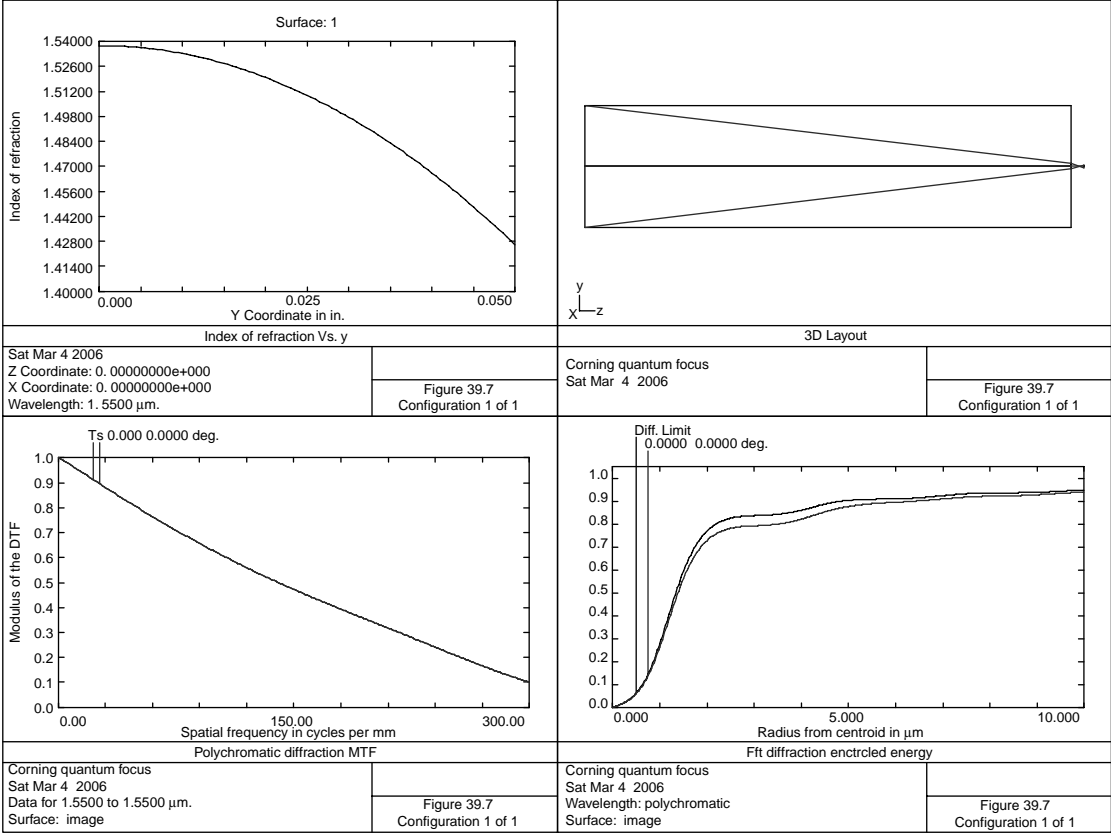 Surface: 1
1.54000
1.52600
1.51200
1.49800
1.48400
1.47000
1.45600
1.44200
1.42800
1.41400
1.40000
Index of refraction
0.000 0.025 0.050
Y Coordinate in in.
Index of refraction Vs. y
Sat Mar 4 2006
Z Coordinate: 0. 00000000e+000
X Coordinate: 0. 00000000e+000
Wavelength: 1. 5500 μm.
Figure 39.7
Configuration 1 of 1
y
X z
3D Layout
Corning quantum focus
Sat Mar 4 2006
Figure 39.7
Configuration 1 of 1
Ts 0.000 0.0000 deg.
1.0
0.9
0.8
0.7
0.6
0.5
0.4
0.3
0.2
0.1
0.0
Modulus of the DTF
0.00 150.00 300.00
Spatial frequency in cycles per mm
Polychromatic diffraction MTF
Corning quantum focus
Sat Mar 4 2006
Data for 1.5500 to 1.5500 μm.
Surface: image
Figure 39.7
Configuration 1 of 1
Diff. Limit
0.0000 0.0000 deg.
1.0
0.9
0.8
0.7
0.6
0.5
0.4
0.3
0.2
0.1
0.0
0.000 5.000 10.000
Radius from centroid in μm
Fft diffraction enctrcled energy
Corning quantum focus
Sat Mar 4 2006
Wavelength: polychromatic
Surface: image
Figure 39.7
Configuration 1 of 1